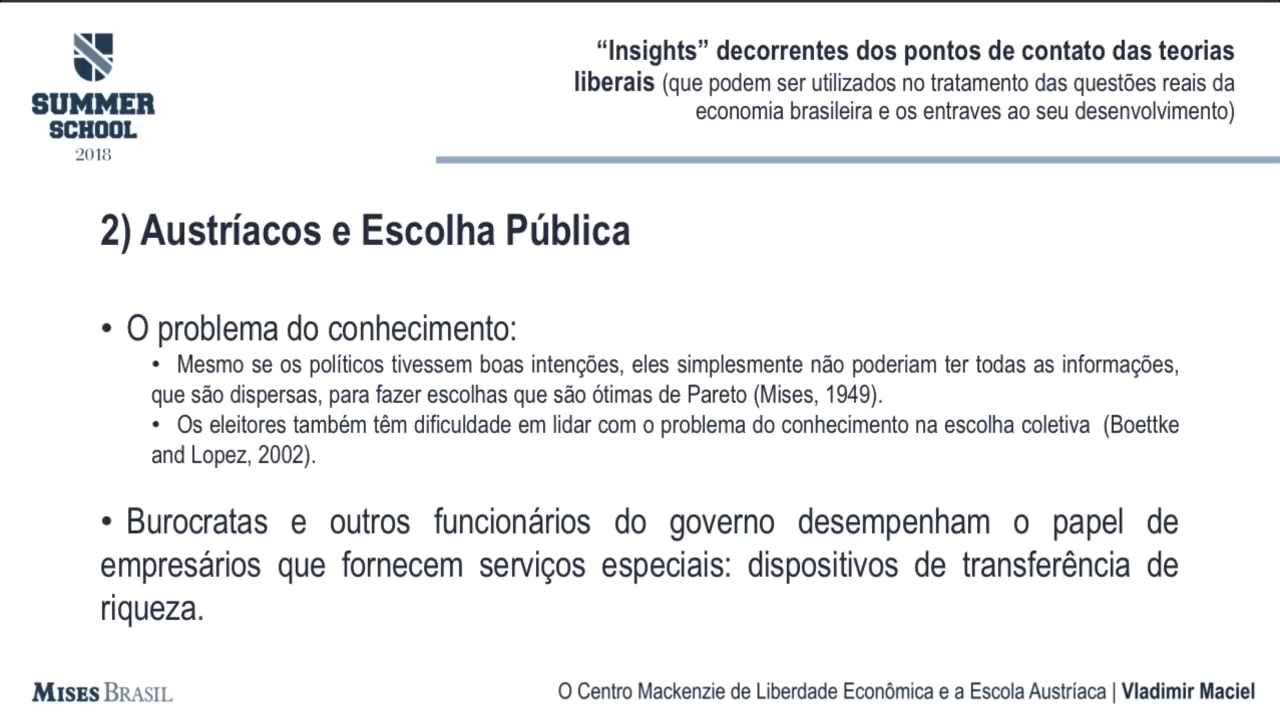 SUMMER
SCHOOL
2018
“Insights” decorrentes dos pontos de contato das teorias
liberais (que podem ser utilizados no tratamento das questões reais da
economia brasileira e os entraves ao seu desenvolvimento)
2) Austríacos e Escolha Pública
• O problema do conhecimento:
• Mesmo se os políticos tivessem boas intenções, eles simplesmente não poderiam ter todas as informações,
que são dispersas, para fazer escolhas que são ótimas de Pareto (Mises, 1949).
• Os eleitores também têm dificuldade em lidar com o problema do conhecimento na escolha coletiva (Boettke
and Lopez, 2002).
• Burocratas e outros funcionários do governo desempenham o papel de
empresários que fornecem serviços especiais: dispositivos de transferência de
riqueza.
MISES BRASIL
O Centro Mackenzie de Liberdade Econômica e a Escola Austríaca | Vladimir Maciel